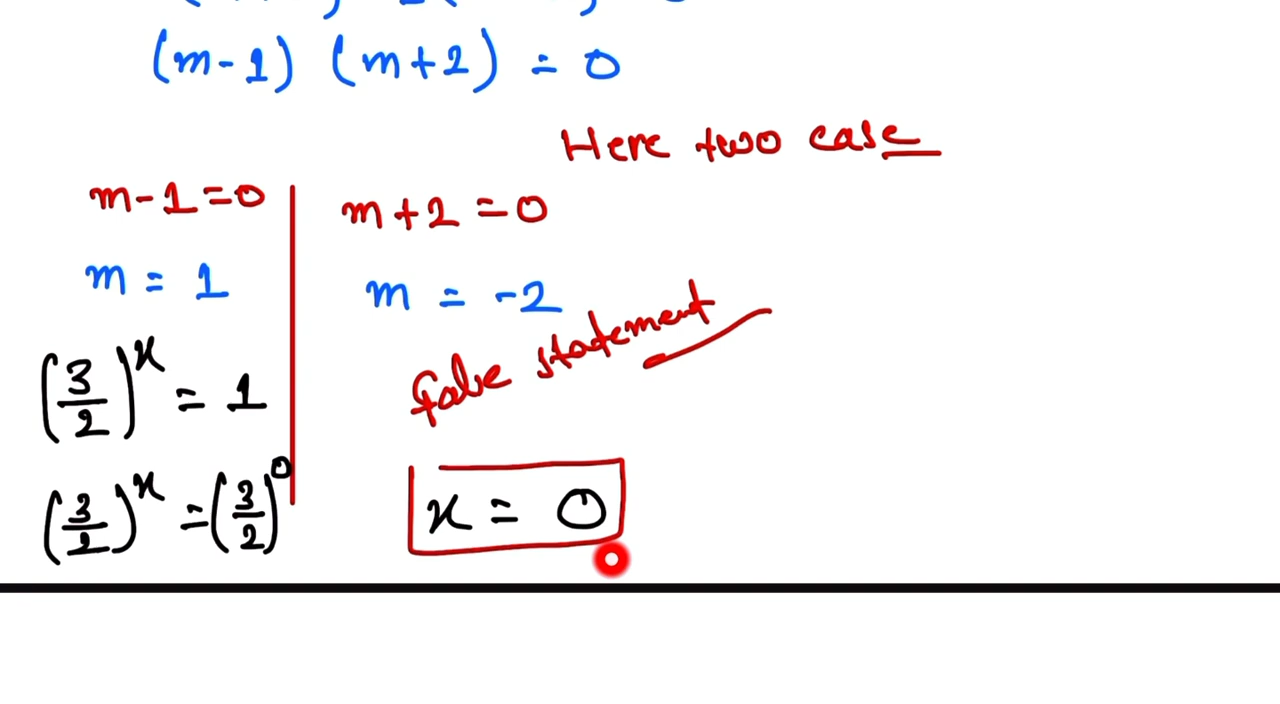 (m-1) (m+2) = 0
Here two case
m-1=0
m = 1
(3/2)^x = 1
(3/2)^x = (3/2)^0
m+2=0
m = -2
false statement
x = 0